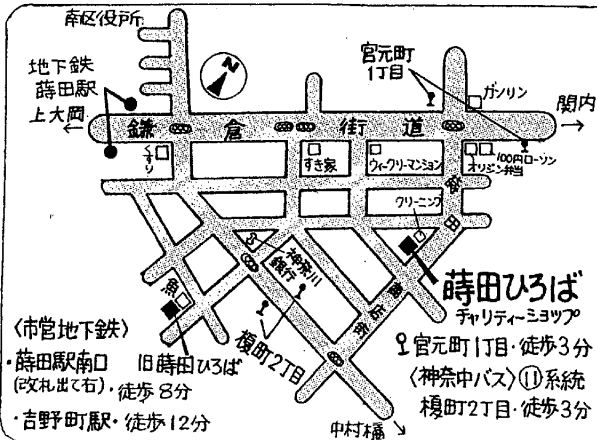 南区役所
地下鉄
蒔田駅
上大岡
←
N
宮元町
1丁目
ガソリン
関内
→
鎌倉街道
くすり
すき家
ウィークリーマンション
100円ローソン
オリジン弁当
クリーニング
蒔田
商店街
神奈川
銀行
魚
蒔田ひろば
チャリティーショップ
榎町2丁目
旧蒔田ひろば
〈市営地下鉄〉
・蒔田駅南口
(改札出て右)・徒歩8分
・吉野町駅・徒歩12分
宮元町1丁目・徒歩3分
〈神奈中バス〉⑪系統
榎町2丁目・徒歩3分
中村橋